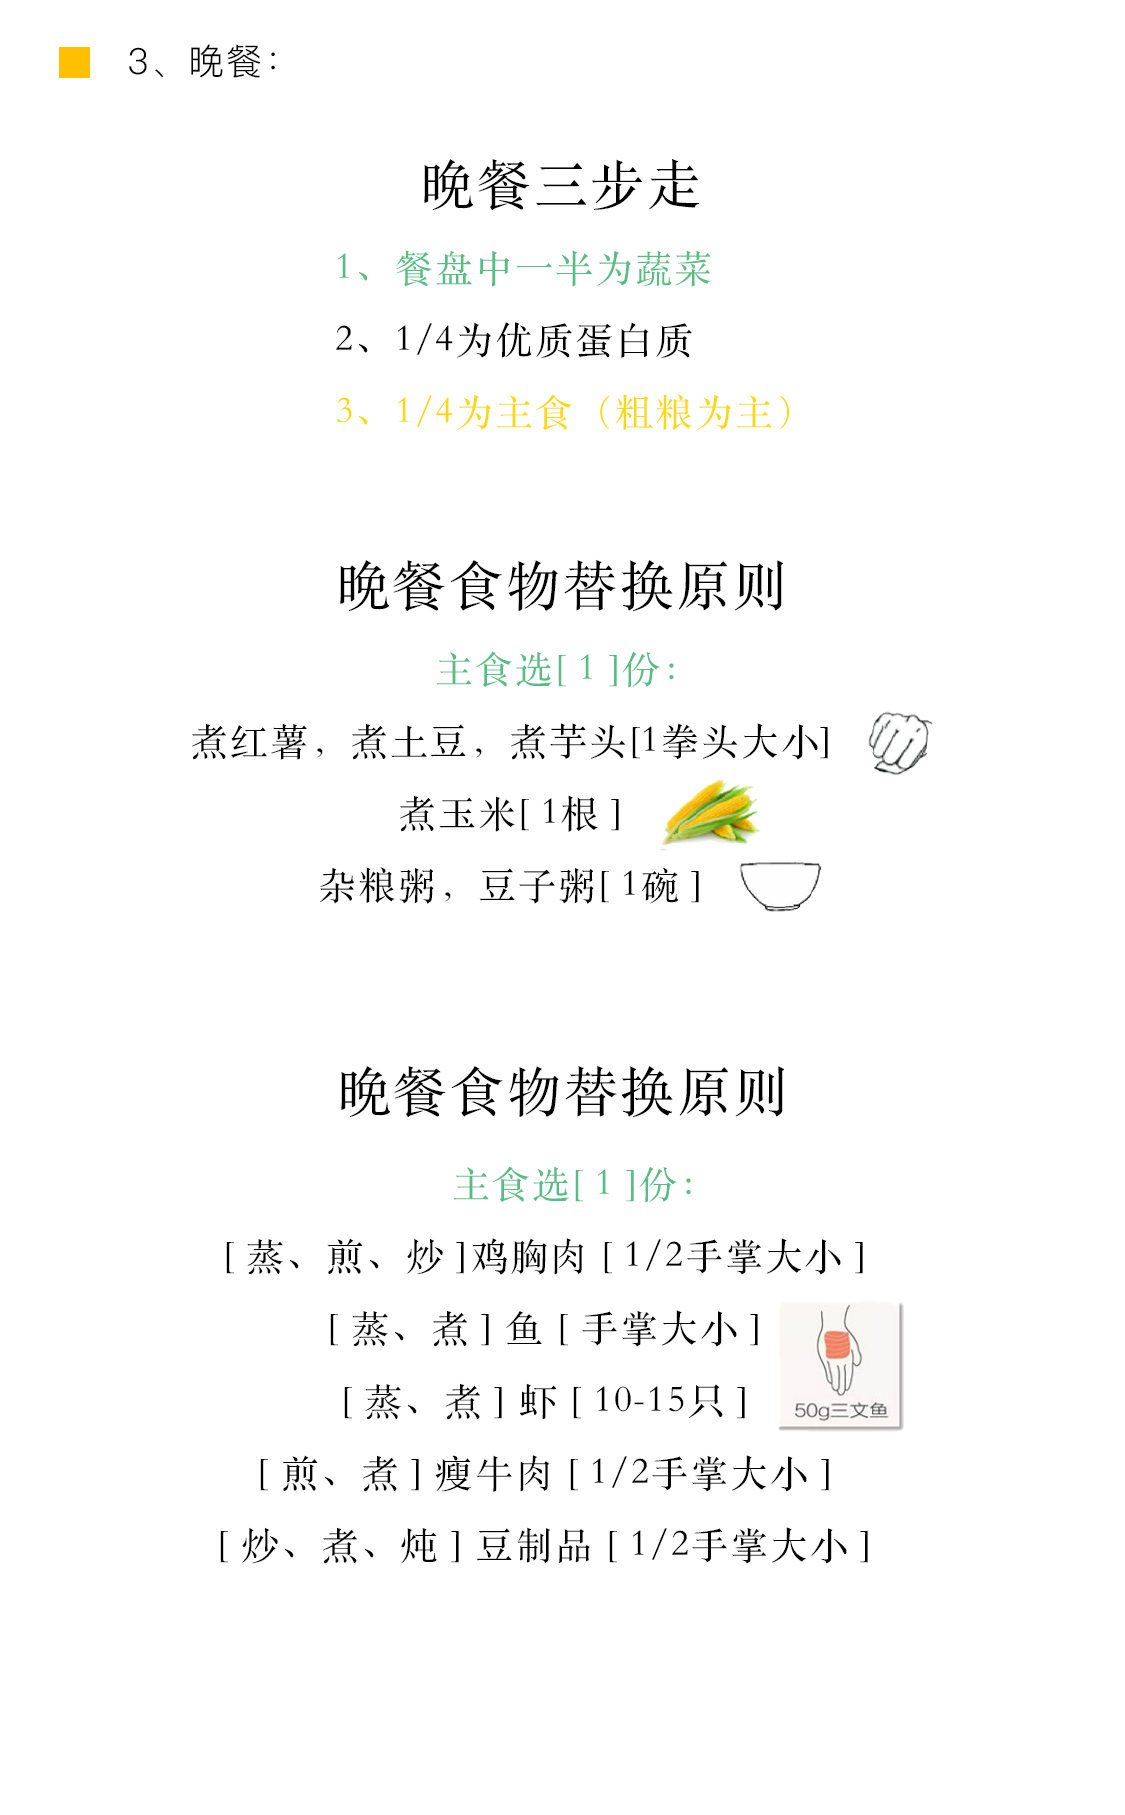 3、晚餐：
晚餐三步走
1、餐盘中一半为蔬菜
2、1/4为优质蛋白质
3、1/4为主食（粗粮为主）
晚餐食物替换原则
主食选[ 1 ]份：
煮红薯，煮土豆，煮芋头[1拳头大小]
煮玉米[ 1根 ]
杂粮粥，豆子粥[ 1碗 ]
晚餐食物替换原则
主食选[ 1 ]份：
[ 蒸、煎、炒 ]鸡胸肉 [ 1/2手掌大小 ]
[ 蒸、煮 ] 鱼 [ 手掌大小 ]
[ 蒸、煮 ] 虾 [ 10-15只 ]
50g三文鱼
[ 煎、煮 ] 瘦牛肉 [ 1/2手掌大小 ]
[ 炒、煮、炖 ] 豆制品 [ 1/2手掌大小 ]